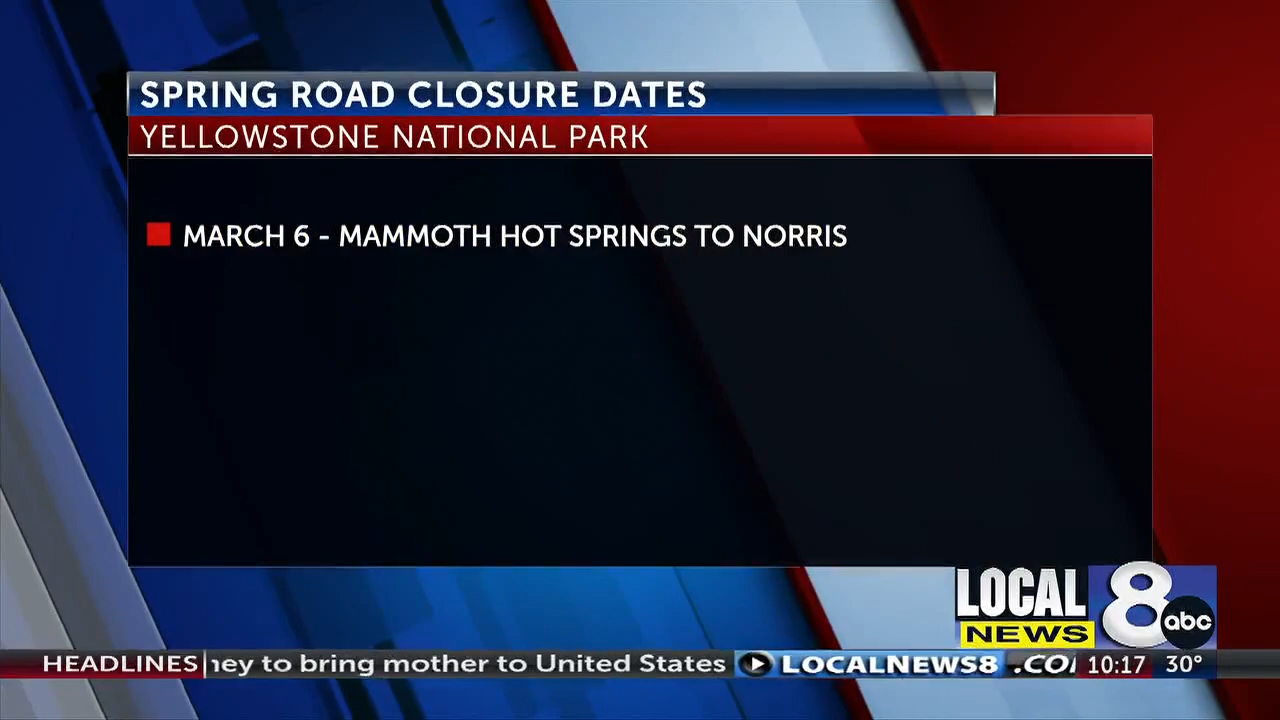 SPRING ROAD CLOSURE DATES
YELLOWSTONE NATIONAL PARK
MARCH 6 - MAMMOTH HOT SPRINGS TO NORRIS
LOCAL
NEWS
8
abc
HEADLINES
to bring mother to United States
LOCALNEWS8
10:17 30°